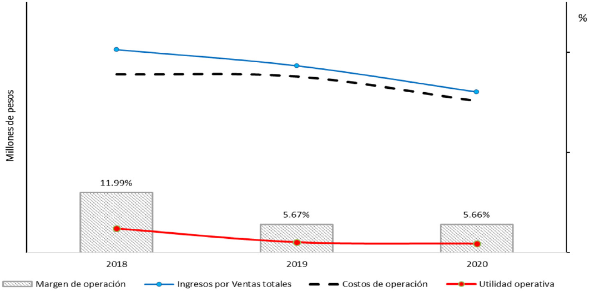 %
Millones de pesos
11.99%
5.67%
5.66%
2018
2019
2020
Margen de operación
Ingresos por Ventas totales
Costos de operación
Utilidad operativa